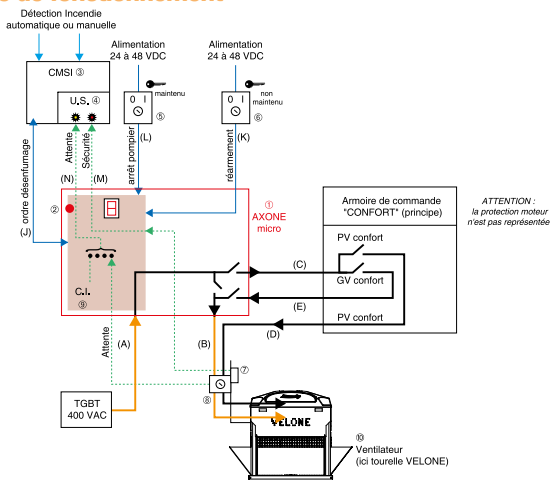 de fonctionnement
Détection Incendie
automatique ou manuelle
Alimentation
24 à 48 VDC
Alimentation
24 à 48 VDC
CMSI ③
U.S. ④
0 I
maintenu
⑤
0 I
non
maintenu
⑥
(L)
(K)
Attente
Sécurité
arrêt pompier
réarmement
ordre désenfumage
(N)
(M)
(J)
②
①
AXONE
micro
Armoire de commande
"CONFORT" (principe)
ATTENTION :
la protection moteur
n'est pas représentée
PV confort
(C)
GV confort
C.I.
⑨
(E)
PV confort
(D)
Attente
(A)
(B)
⑦
⑧
TGBT
400 VAC
VELONE
⑩
Ventilateur
(ici tourelle VELONE)